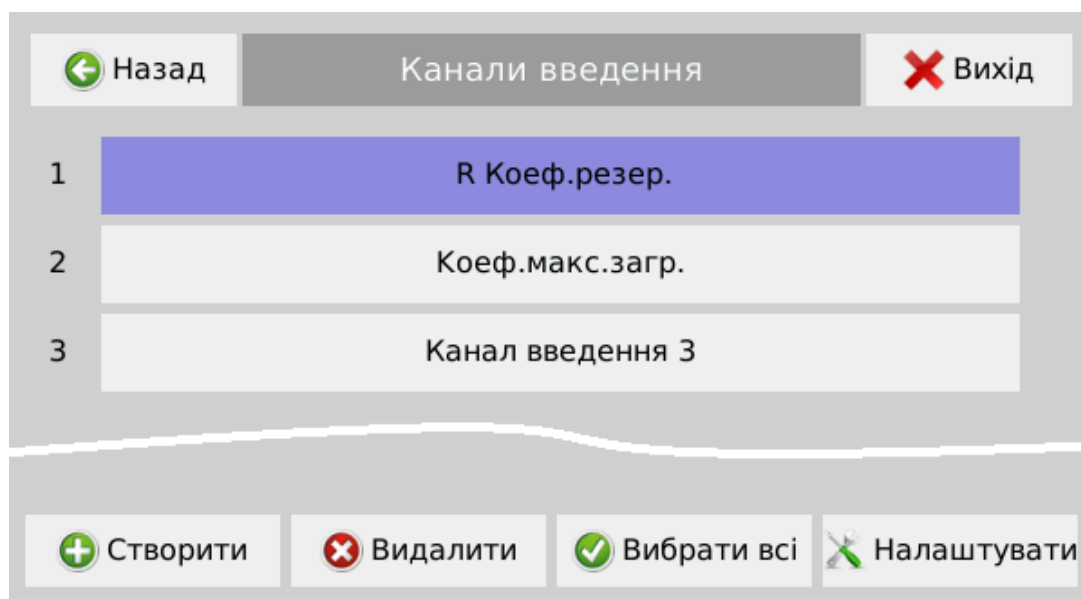 Назад Канали введення Вихід
1 R Коеф.резер.
2 Коеф.макс.загр.
3 Канал введення 3
Створити Видалити Вибрати всі Налаштувати